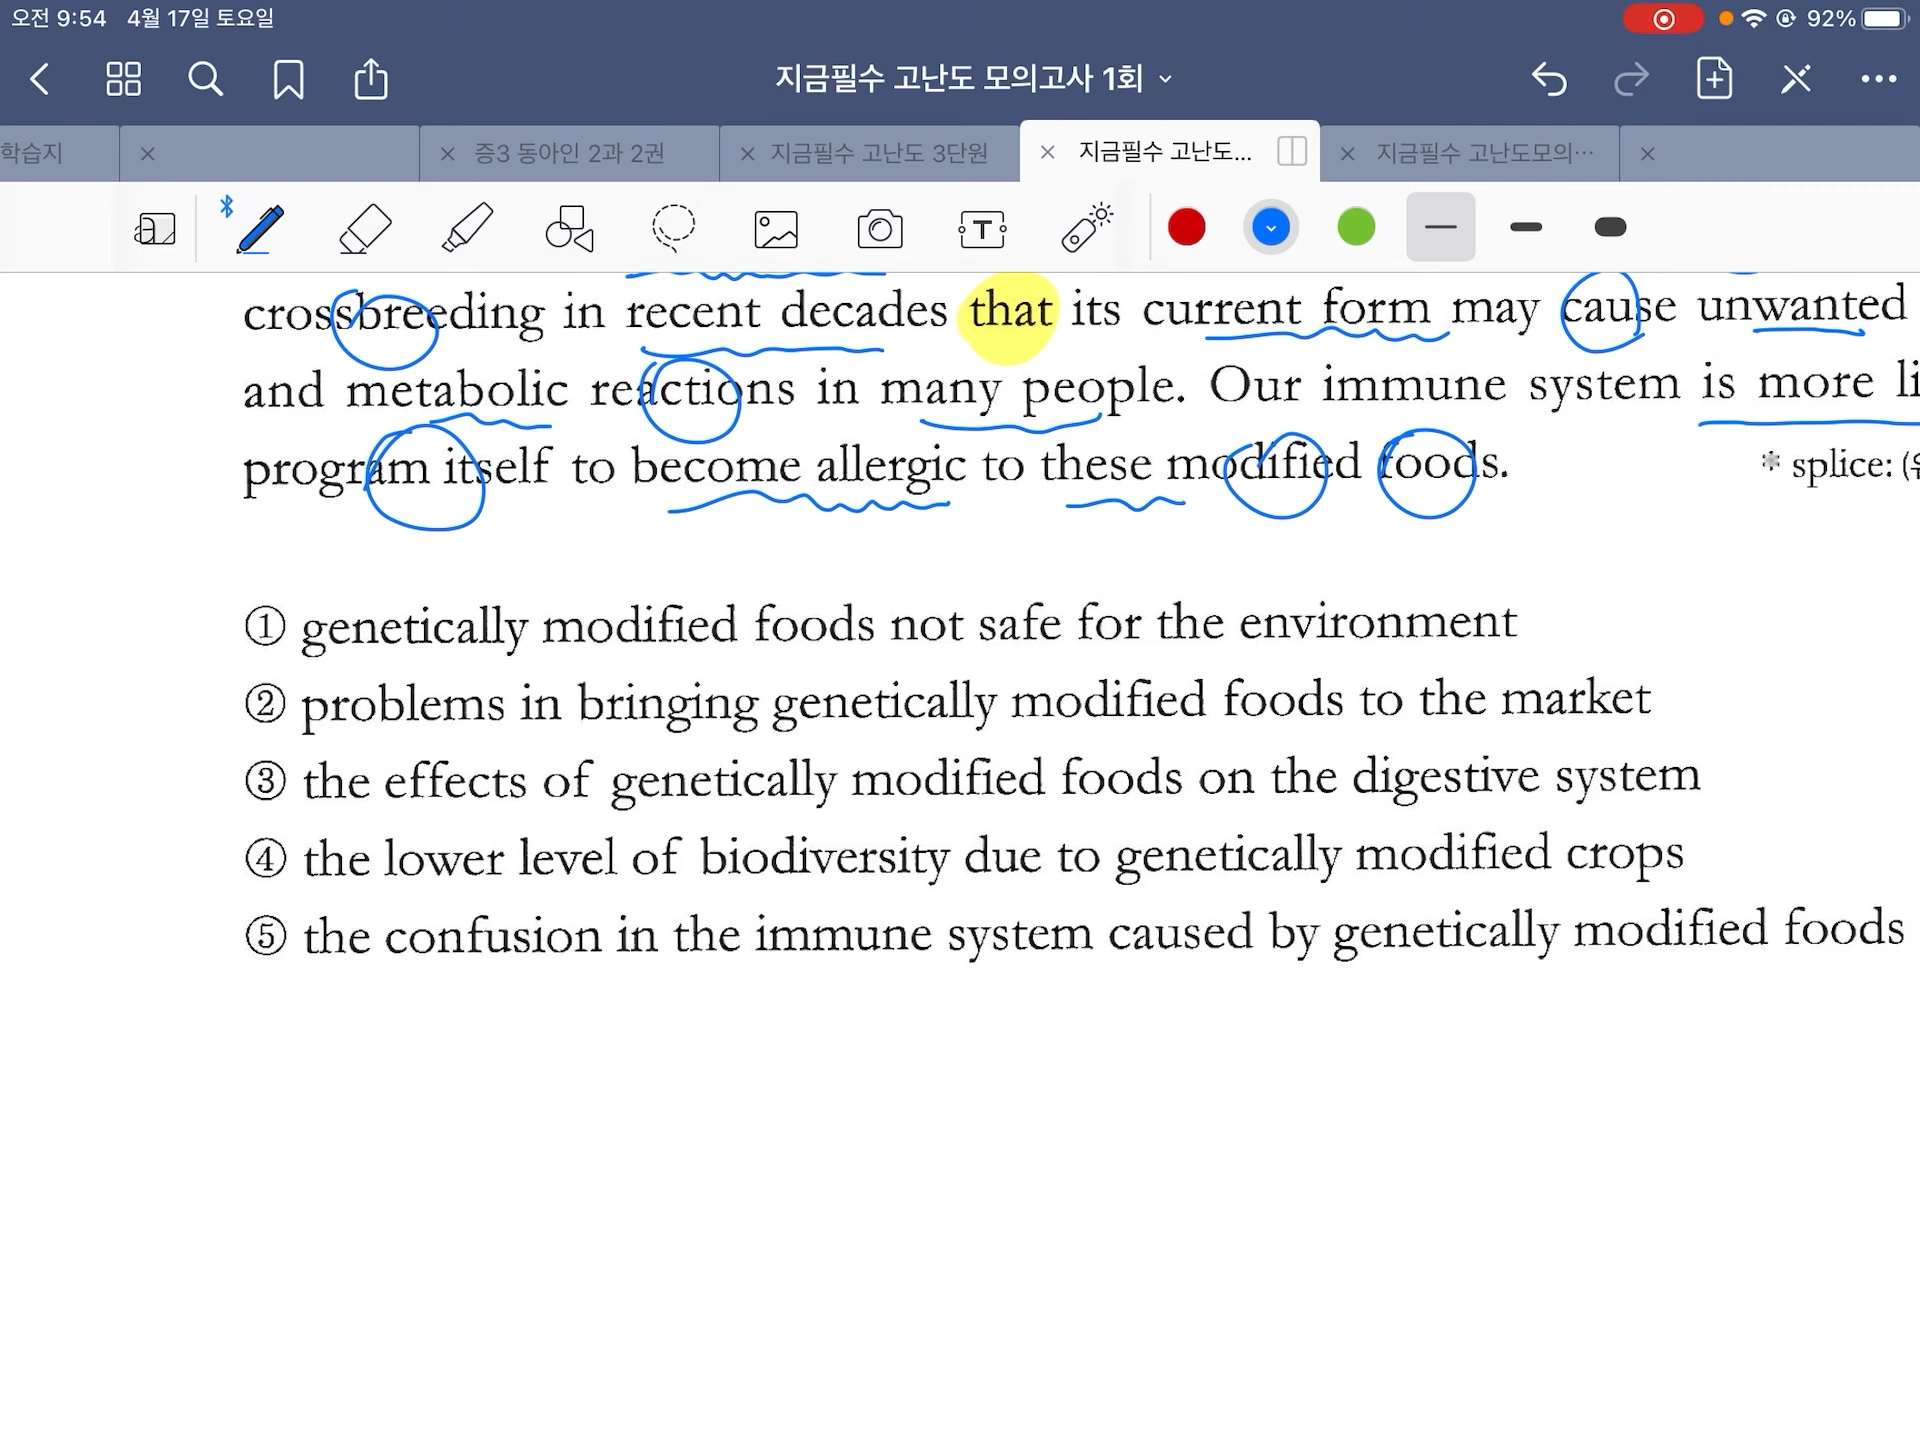 오전 9:54 4월 17일 토요일 92%
지금필수 고난도 모의고사 1회
학습지 중3 동아인 2과 2권 지금필수 고난도 3단원 지금필수 고난도... 지금필수 고난도모의...
crossbreeding in recent decades that its current form may cause unwanted
and metabolic reactions in many people. Our immune system is more li
program itself to become allergic to these modified foods.
* splice: (
① genetically modified foods not safe for the environment
② problems in bringing genetically modified foods to the market
③ the effects of genetically modified foods on the digestive system
④ the lower level of biodiversity due to genetically modified crops
⑤ the confusion in the immune system caused by genetically modified foods